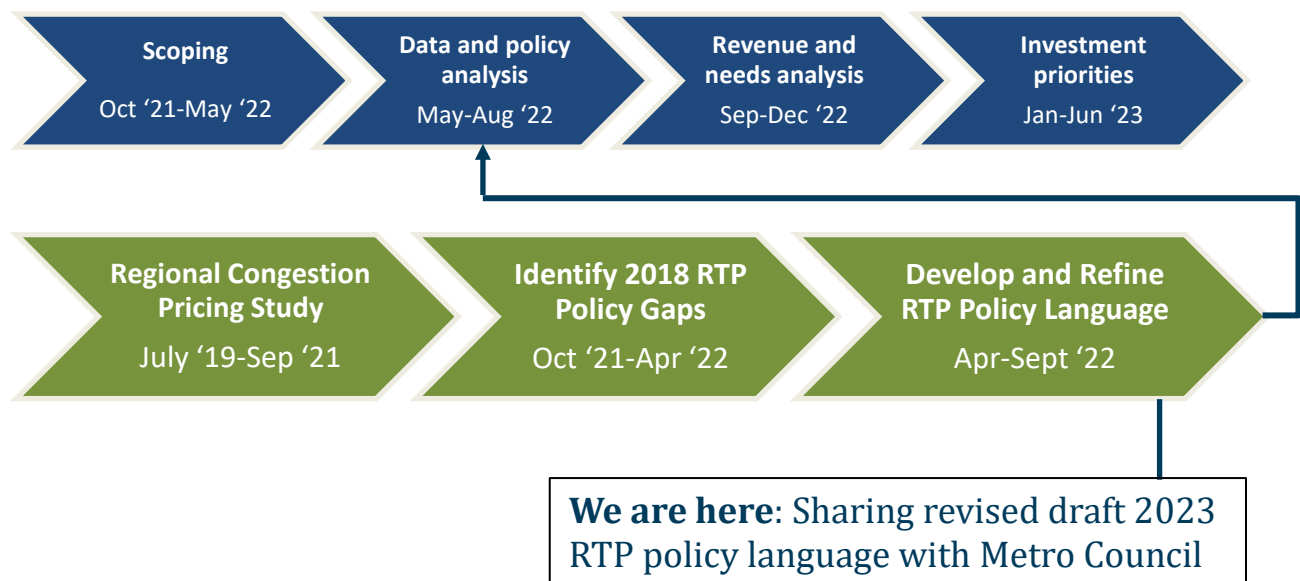 Scoping
Oct ‘21-May ‘22
Data and policy
analysis
May-Aug ‘22
Revenue and
needs analysis
Sep-Dec ‘22
Investment
priorities
Jan-Jun ‘23
Regional Congestion
Pricing Study
July ‘19-Sep ‘21
Identify 2018 RTP
Policy Gaps
Oct ‘21-Apr ‘22
Develop and Refine
RTP Policy Language
Apr-Sept ‘22
We are here: Sharing revised draft 2023
RTP policy language with Metro Council